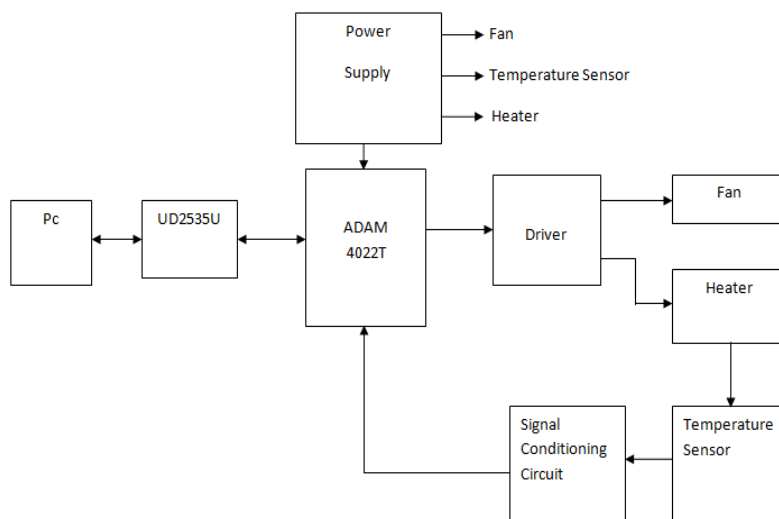 Power
Supply
Fan
Temperature Sensor
Heater
Pc
UD2535U
ADAM
4022T
Driver
Fan
Heater
Signal
Conditioning
Circuit
Temperature
Sensor